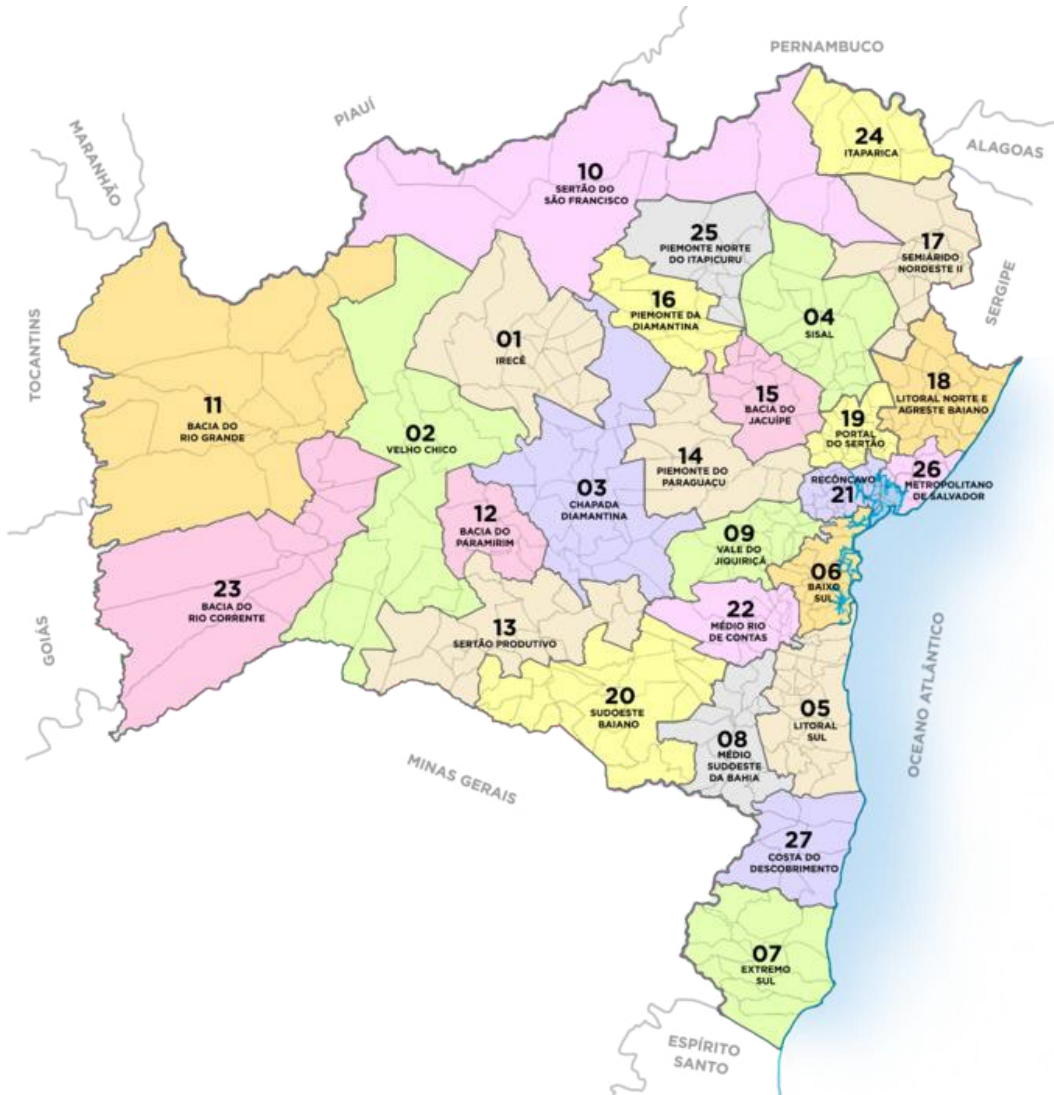 PERNAMBUCO
PIAUÍ
MARANHÃO
24
ITAPARICA
ALAGOAS
10
SERTÃO DO
SÃO FRANCISCO
25
PIEMONTE NORTE
DO ITAPICURU
17
SEMIÁRIDO
NORDESTE II
SERGIPE
16
PIEMONTE DA
DIAMANTINA
04
SISAL
01
IRECÊ
TOCANTINS
15
BACIA DO
JACUÍPE
18
LITORAL NORTE E
AGRESTE BAIANO
11
BACIA DO
RIO GRANDE
02
VELHO CHICO
19
PORTAL
DO SERTÃO
14
PIEMONTE DO
PARAGUAÇU
26
METROPOLITANO
DE SALVADOR
RECÔNCAVO
21
03
CHAPADA
DIAMANTINA
12
BACIA DO
PARAMIRIM
09
VALE DO
JIQUIRIÇÁ
06
BAIXO
SUL
23
BACIA DO
RIO CORRENTE
22
MÉDIO RIO
DE CONTAS
GOIÁS
13
SERTÃO PRODUTIVO
20
SUDOESTE
BAIANO
05
LITORAL
SUL
OCEANO ATLÂNTICO
08
MÉDIO
SUDOESTE
DA BAHIA
MINAS GERAIS
27
COSTA DO
DESCOBRIMENTO
07
EXTREMO
SUL
ESPÍRITO
SANTO